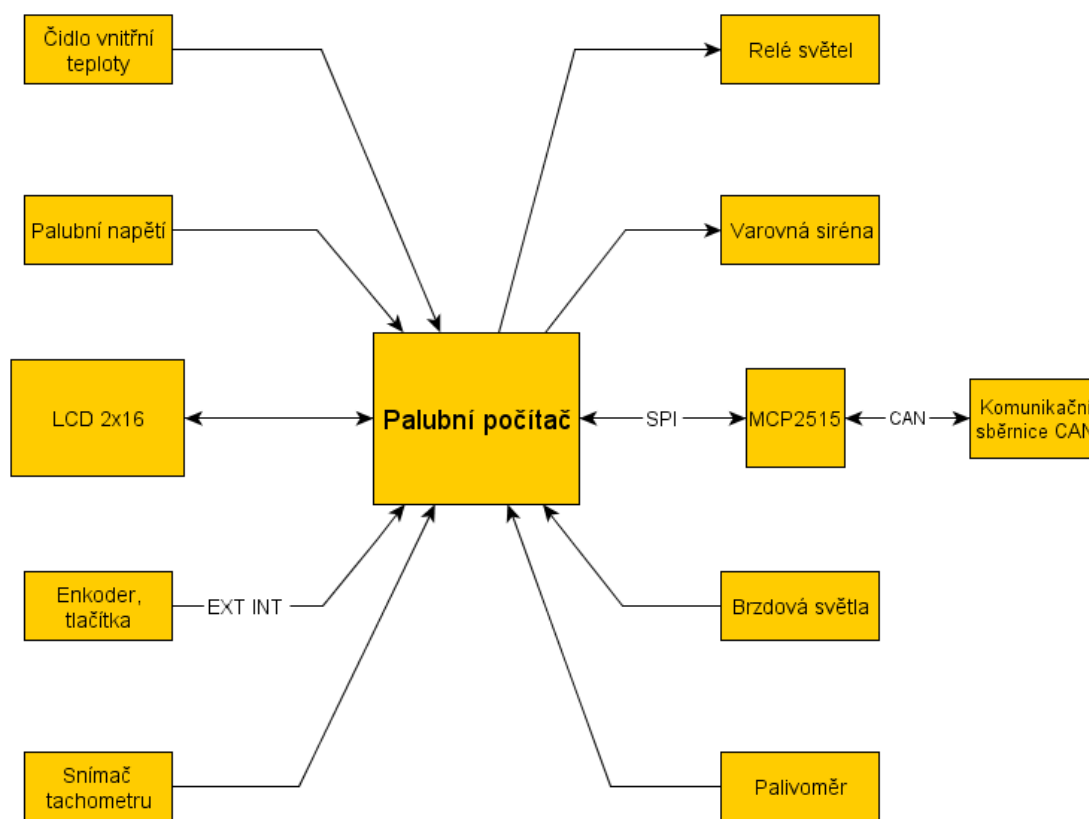 Čidlo vnitřní
teploty
Relé světel
Palubní napětí
Varovná siréna
LCD 2x16
Palubní počítač
SPI
MCP2515
CAN
Komunikační
sběrnice CAN
Enkoder,
tlačítka
EXT INT
Brzdová světla
Snímač
tachometru
Palivoměr